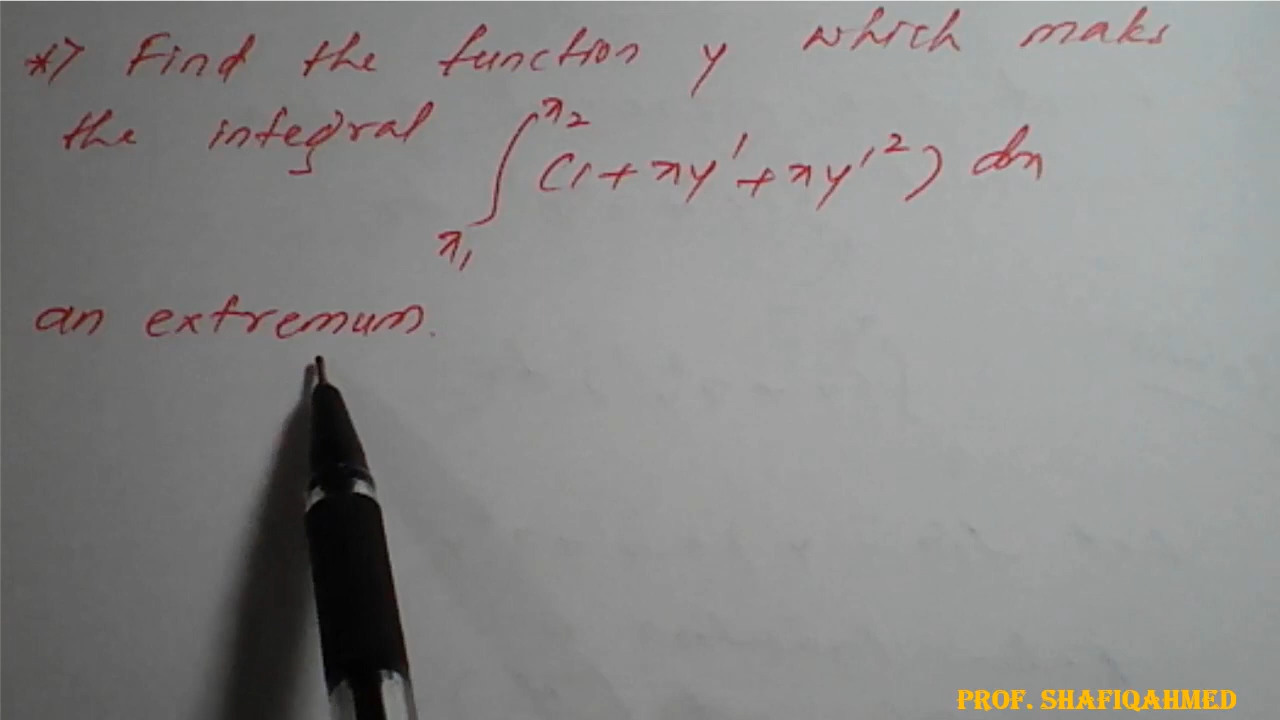 *) Find the function y which maks
the integral ∫_{x₁}^{x₂} (1 + xy' + xy'²) dx
an extremum.
PROF. SHAFIQAHMED